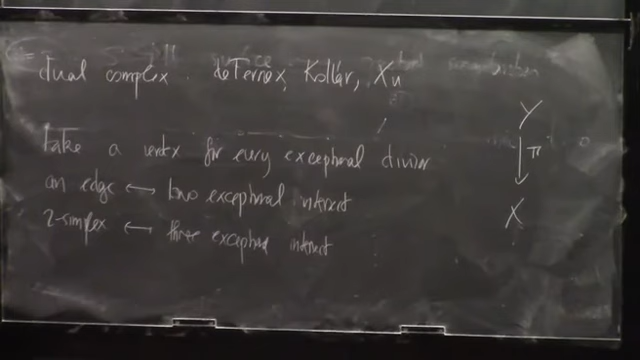 dual complex. deFernex, Kollár, Xu
Take a vertex for every exceptional divisor
an edge ⟷ two exceptional intersect
2-simplex ⟷ three exceptional intersect
Y
↓ π
X